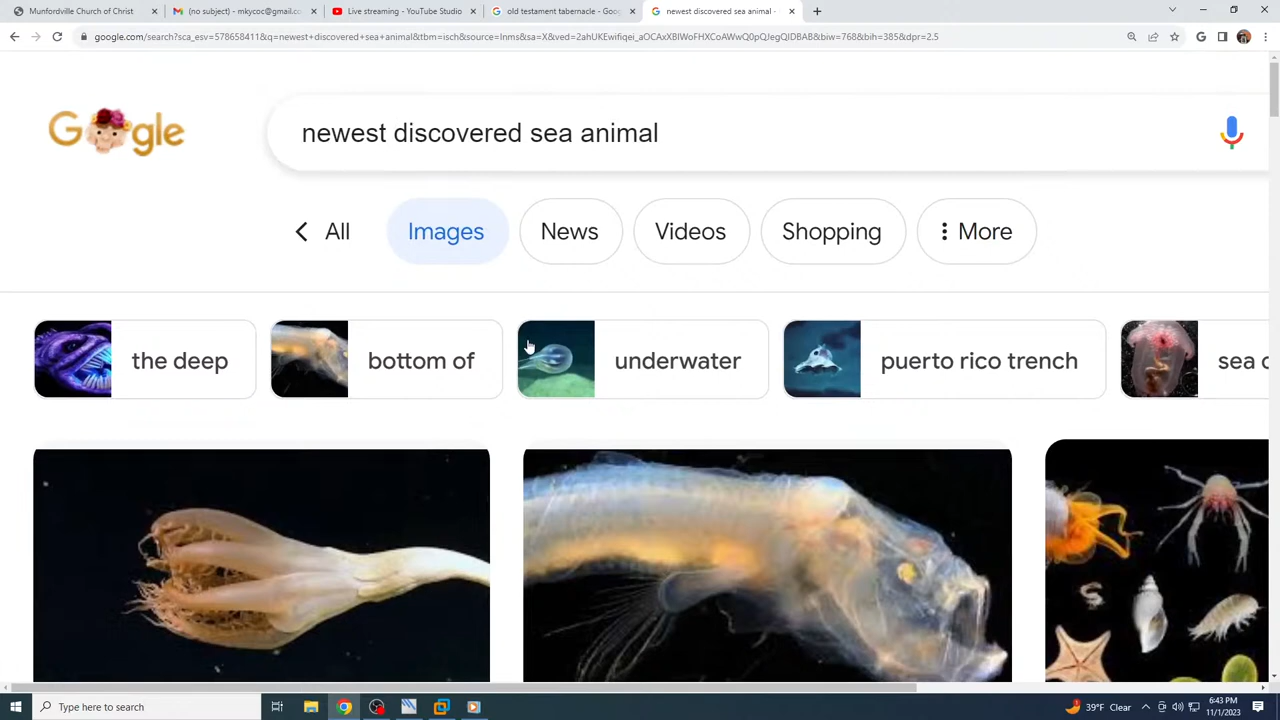 Munfordville Church of Christ
(no subject) - mkycoc@gmail.co
Live streaming - YouTube Studio
old testament tabernacle - Goog
newest discovered sea animal -
google.com/search?sca_esv=578658411&q=newest+discovered+sea+animal&tbm=isch&source=lnms&sa=X&ved=2ahUKEwifiqei_aOCAxXBIWoFHXCoAWwQ0pQJegQIDBAB&biw=768&bih=385&dpr=2.5
Google
newest discovered sea animal
All
Images
News
Videos
Shopping
More
the deep
bottom of
underwater
puerto rico trench
sea c
Type here to search
39°F Clear
6:43 PM
11/1/2023